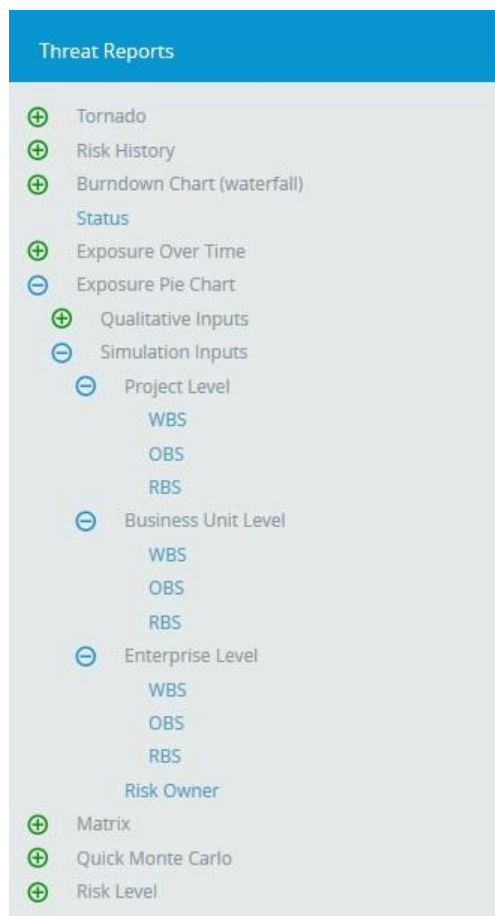 Threat Reports
Tornado
Risk History
Burndown Chart (waterfall)
Status
Exposure Over Time
Exposure Pie Chart
Qualitative Inputs
Simulation Inputs
Project Level
WBS
OBS
RBS
Business Unit Level
WBS
OBS
RBS
Enterprise Level
WBS
OBS
RBS
Risk Owner
Matrix
Quick Monte Carlo
Risk Level